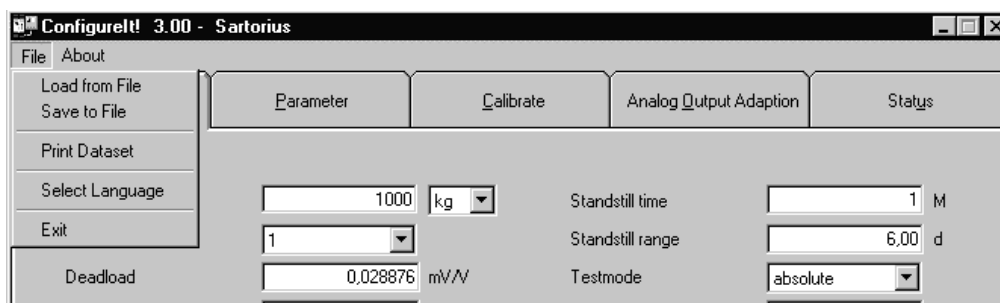 ConfigureIt! 3.00 - Sartorius
File About
Load from File
Save to File
Print Dataset
Select Language
Exit
Parameter Calibrate Analog Output Adaption Status
1000 kg Standstill time 1 M
1 Standstill range 6,00 d
Deadload 0,028876 mV/V Testmode absolute